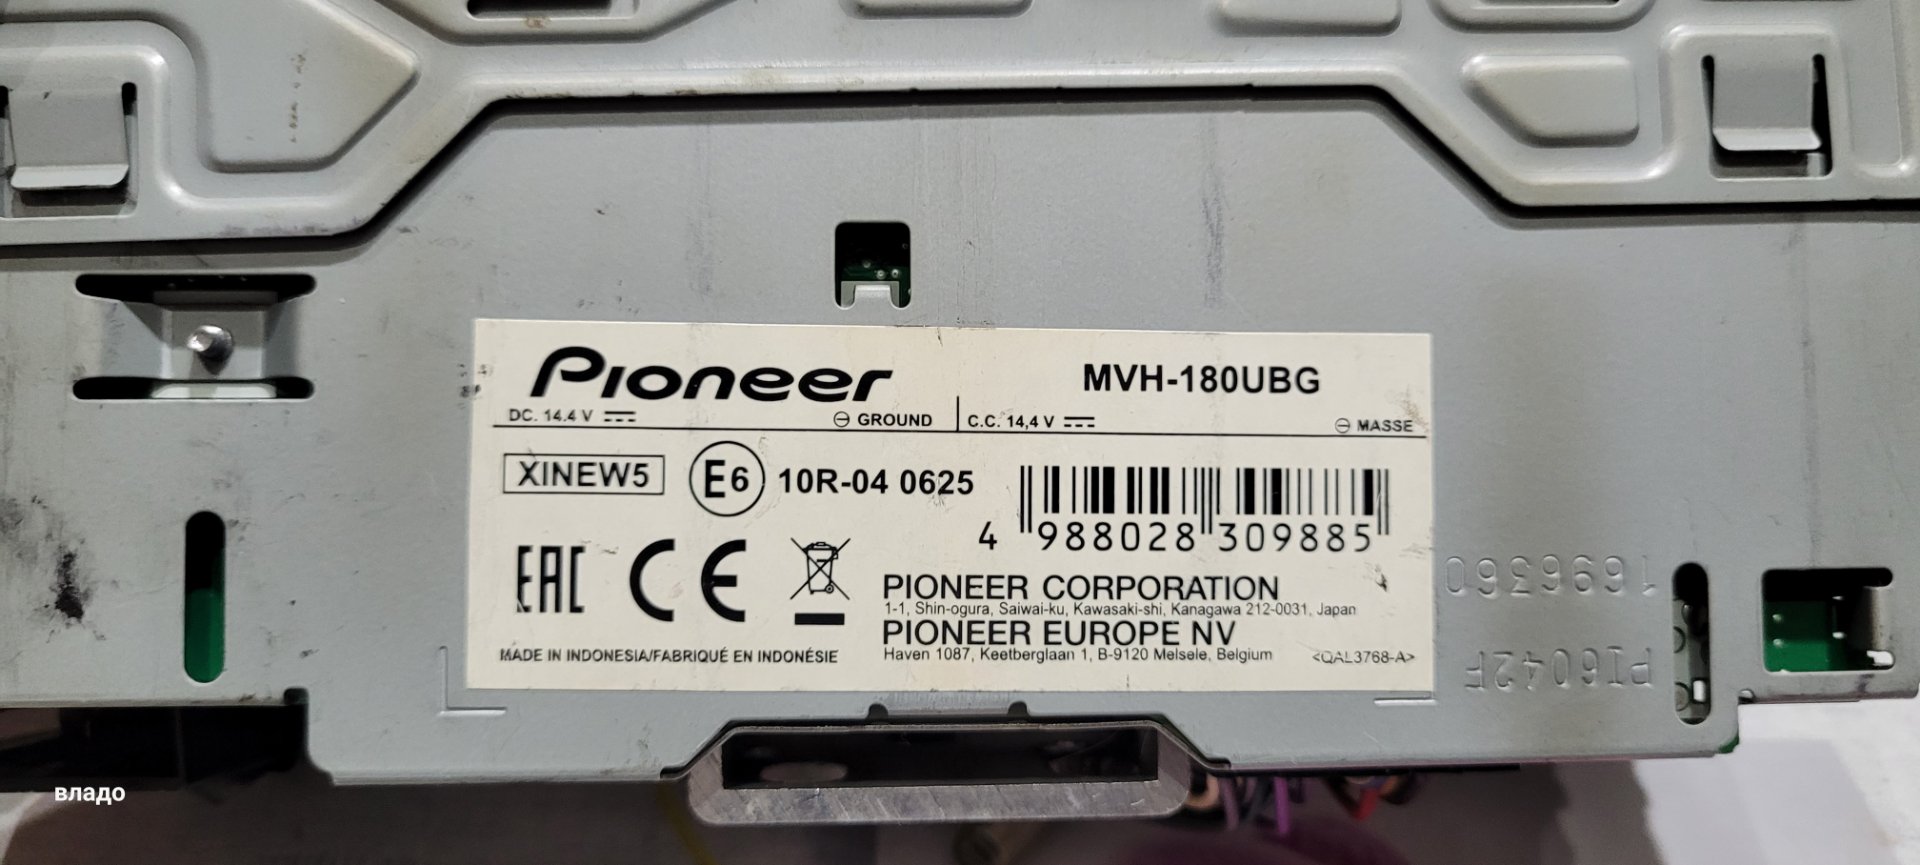 Pioneer MVH-180UBG
DC. 14.4 V ⎓ ⊖ GROUND C.C. 14,4 V ⎓ ⊖ MASSE
XINEW5 E6 10R-04 0625
4 988028 309885
EAC CE
PIONEER CORPORATION
1-1, Shin-ogura, Saiwai-ku, Kawasaki-shi, Kanagawa 212-0031, Japan
PIONEER EUROPE NV
MADE IN INDONESIA/FABRIQUÉ EN INDONÉSIE Haven 1087, Keetberglaan 1, B-9120 Melsele, Belgium <QAL3768-A>
PI6042F
1696360
владо